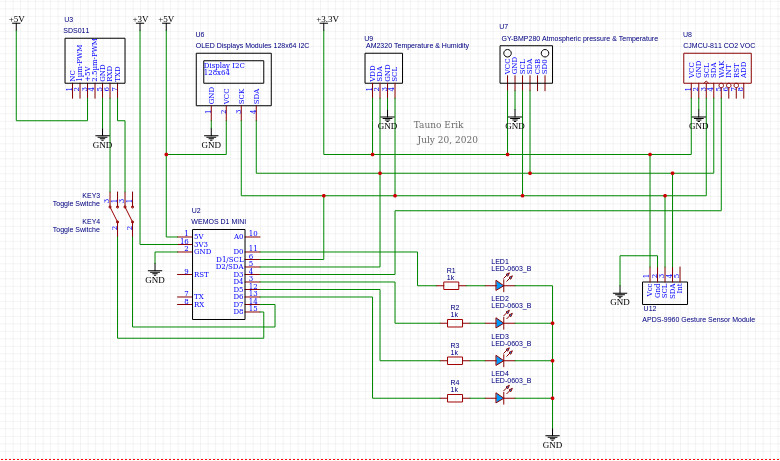 +5V
+3V
+5V
+3.3V
U3
SDS011
NC
1µm-PWM
+5V
2.5µm-PWM
GND
RXD
TXD
1
2
3
4
5
6
7
GND
U6
OLED Displays Modules 128x64 I2C
Display I2C
128x64
GND
VCC
SCK
SDA
1
2
3
4
GND
U9
AM2320 Temperature & Humidity
VDD
SDA
GND
SCL
1
2
3
4
GND
U7
GY-BMP280 Atmospheric pressure & Temperature
VCC
GND
SCL
SDA
CSB
SD0
GND
U8
CJMCU-811 CO2 VOC
VCC
GND
SCL
SDA
WAK
INT
RST
ADD
1
2
3
4
5
6
7
8
GND
Tauno Erik
July 20, 2020
KEY3
Toggle Switche
KEY4
Toggle Switche
3
1
3
1
2
2
U2
WEMOS D1 MINI
1 5V
16 3V3
2 GND
9 RST
7 TX
8 RX
A0 10
D0 11
D1/SCL 6
D2/SDA 5
D3 4
D4 3
D5 12
D6 13
D7 14
D8 15
GND
R1
1k
LED1
LED-0603_B
R2
1k
LED2
LED-0603_B
R3
1k
LED3
LED-0603_B
R4
1k
LED4
LED-0603_B
GND
1
2
3
4
5
Vcc
Gnd
SCL
SDA
Int
GND
U12
APDS-9960 Gesture Sensor Module